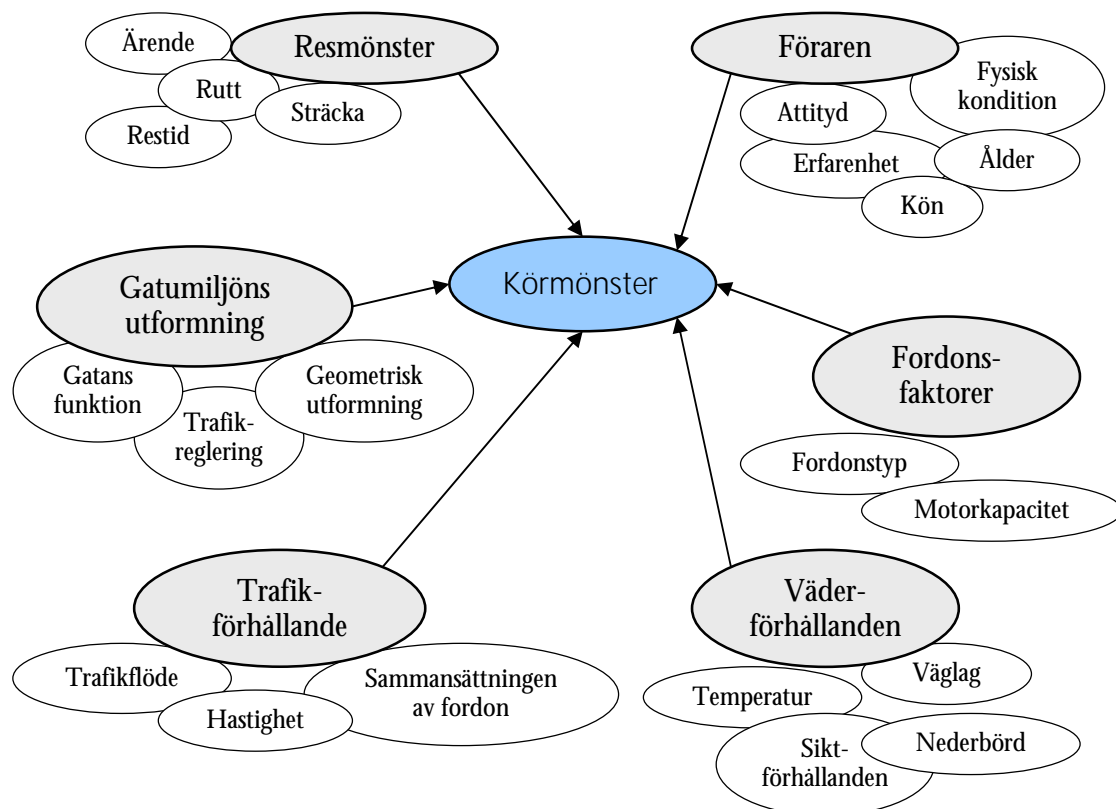 Resmönster
Ärende
Rutt
Sträcka
Restid
Föraren
Fysisk
kondition
Attityd
Erfarenhet
Ålder
Kön
Körmönster
Gatumiljöns
utformning
Gatans
funktion
Trafik-
reglering
Geometrisk
utformning
Fordons-
faktorer
Fordonstyp
Motorkapacitet
Trafik-
förhållande
Trafikflöde
Hastighet
Sammansättningen
av fordon
Väder-
förhållanden
Väglag
Temperatur
Sikt-
förhållanden
Nederbörd